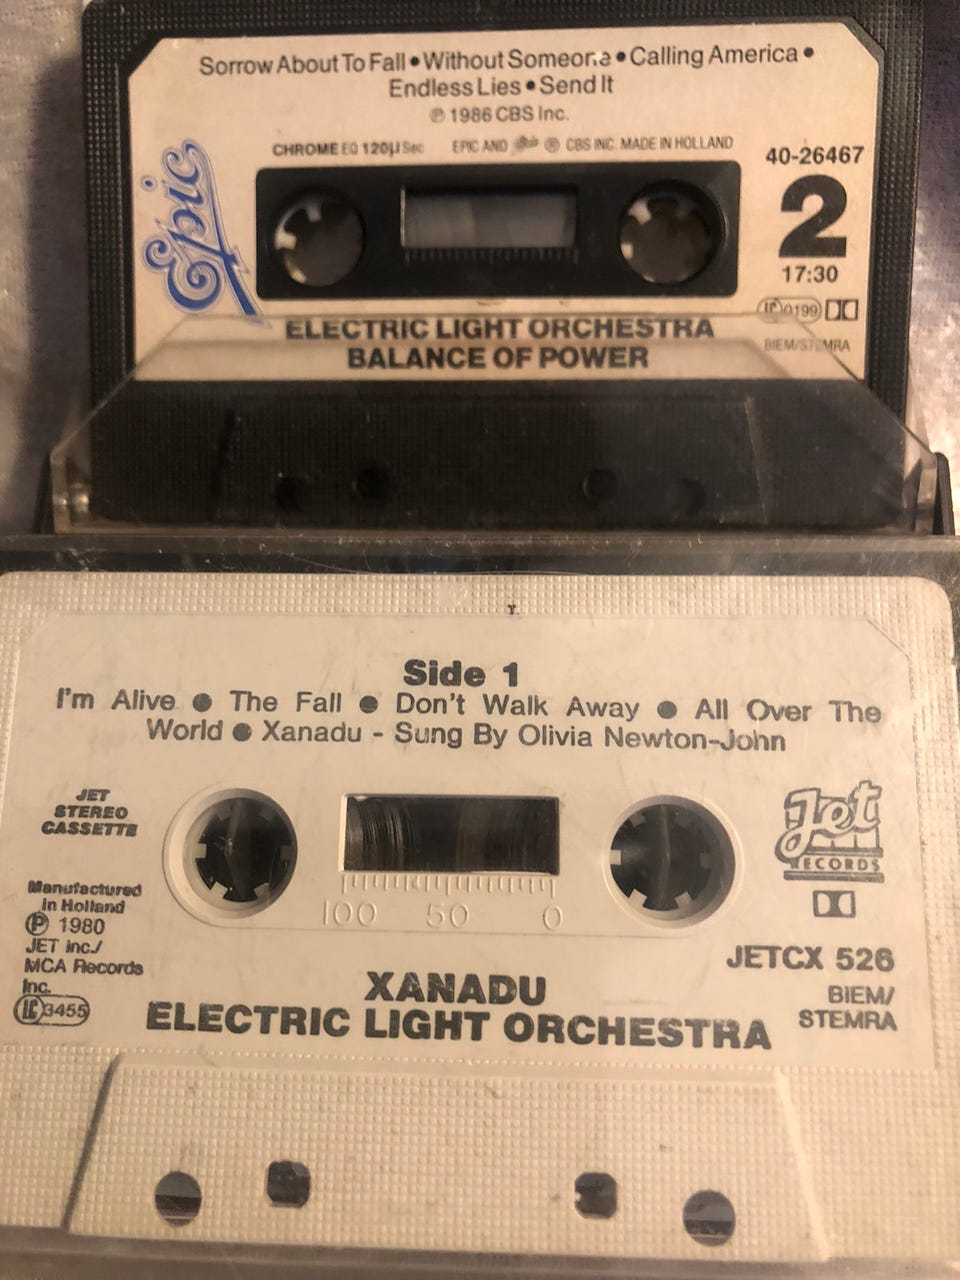 Sorrow About To Fall • Without Someone • Calling America •
Endless Lies • Send It
℗ 1986 CBS Inc.
CHROME EQ 120µ Sec EPIC AND ® CBS INC. MADE IN HOLLAND
40-26467
Epic
2
17:30
LC 0199
ELECTRIC LIGHT ORCHESTRA
BIEM/STEMRA
BALANCE OF POWER
Side 1
I'm Alive ● The Fall ● Don't Walk Away ● All Over The
World ● Xanadu - Sung By Olivia Newton-John
JET
STEREO
CASSETTE
Jet
RECORDS
Manufactured
in Holland
℗ 1980
JET Inc./
MCA Records
Inc.
LC 3455
100 50 0
JETCX 526
BIEM/
STEMRA
XANADU
ELECTRIC LIGHT ORCHESTRA